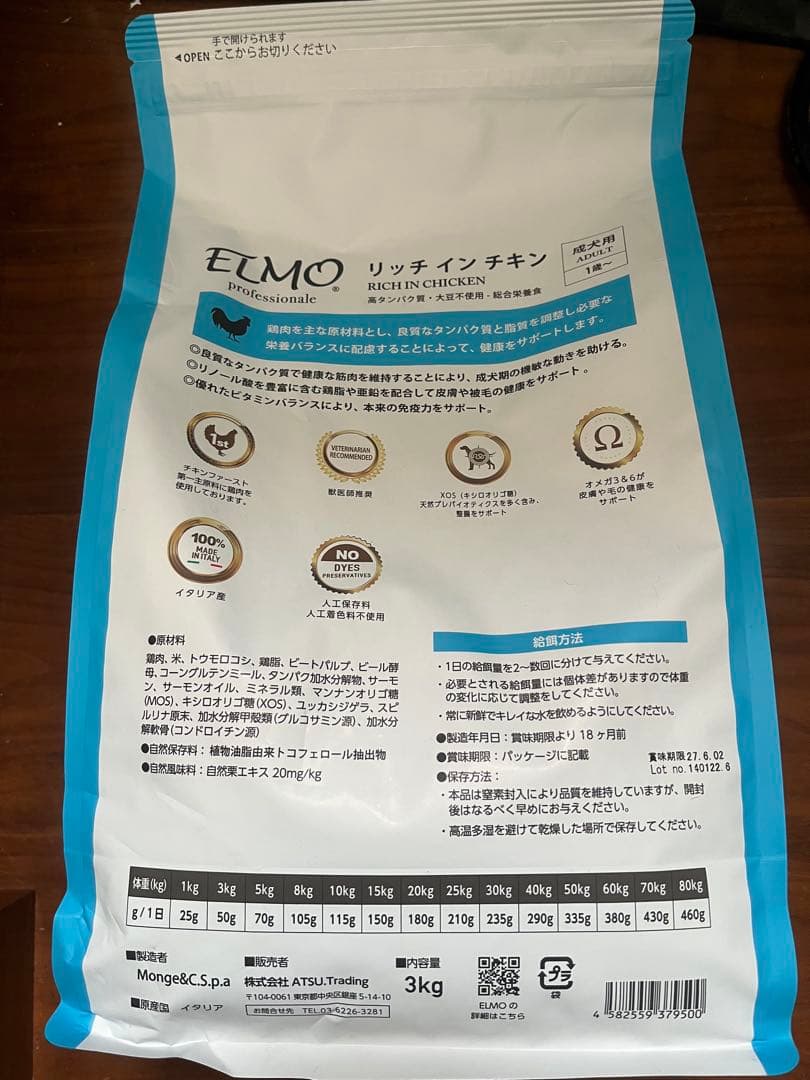 手で開けられます
◀OPEN ここからお切りください
ELMO®
professionale
リッチ イン チキン
RICH IN CHICKEN
高タンパク質・大豆不使用 - 総合栄養食
成犬用
ADULT
1歳~
鶏肉を主な原材料とし、良質なタンパク質と脂質を調整し必要な
栄養バランスに配慮することによって、健康をサポートします。
◎良質なタンパク質で健康な筋肉を維持することにより、成犬期の機敏な動きを助ける。
◎リノール酸を豊富に含む鶏脂や亜鉛を配合して皮膚や被毛の健康をサポート 。
◎優れたビタミンバランスにより、本来の免疫力をサポート。
1st
チキンファースト
第一主原料に鶏肉を
使用しております。
VETERINARIAN
RECOMMENDED
獣医師推奨
XOS
XOS(キシロオリゴ糖)
天然プレバイオティクスを多く含み、
整腸をサポート
Ω
オメガ3&6が
皮膚や毛の健康を
サポート
100%
MADE
IN ITALY
イタリア産
NO
DYES
PRESERVATIVES
人工保存料
人工着色料不使用
●原材料
鶏肉、米、トウモロコシ、鶏脂、ビートパルプ、ビール酵
母、コーングルテンミール、タンパク加水分解物、サーモ
ン、サーモンオイル、ミネラル類、マンナンオリゴ糖
(MOS)、キシロオリゴ糖(XOS)、ユッカシジゲラ、スピ
ルリナ原末、加水分解甲殻類(グルコサミン源)、加水分
解軟骨(コンドロイチン源)
●自然保存料:植物油脂由来トコフェロール抽出物
●自然風味料:自然栗エキス 20mg/kg
給餌方法
・1日の給餌量を2〜数回に分けて与えてください。
・必要とされる給餌量には個体差がありますので体重
の変化に応じて調整をしてください。
・常に新鮮でキレイな水を飲めるようにしてください。
●製造年月日:賞味期限より 18 ヶ月前
●賞味期限:パッケージに記載
賞味期限27.6.02
Lot no.140122.6
●保存方法:
・本品は窒素封入により品質を維持していますが、開封
後はなるべく早めにお与えください。
・高温多湿を避けて乾燥した場所で保存してください。
体重(kg) 1kg 3kg 5kg 8kg 10kg 15kg 20kg 25kg 30kg 40kg 50kg 60kg 70kg 80kg
g/1日 25g 50g 70g 105g 115g 150g 180g 210g 235g 290g 335g 380g 430g 460g
■製造者
Monge&C.S.p.a
■原産国 イタリア
■販売者
株式会社 ATSU.Trading
〒104-0061 東京都中央区銀座 5-14-10
お問合せ先 TEL.03-6226-3281
■内容量
3kg
ELMO の
詳細はこちら
プラ
袋
4 582559 379500